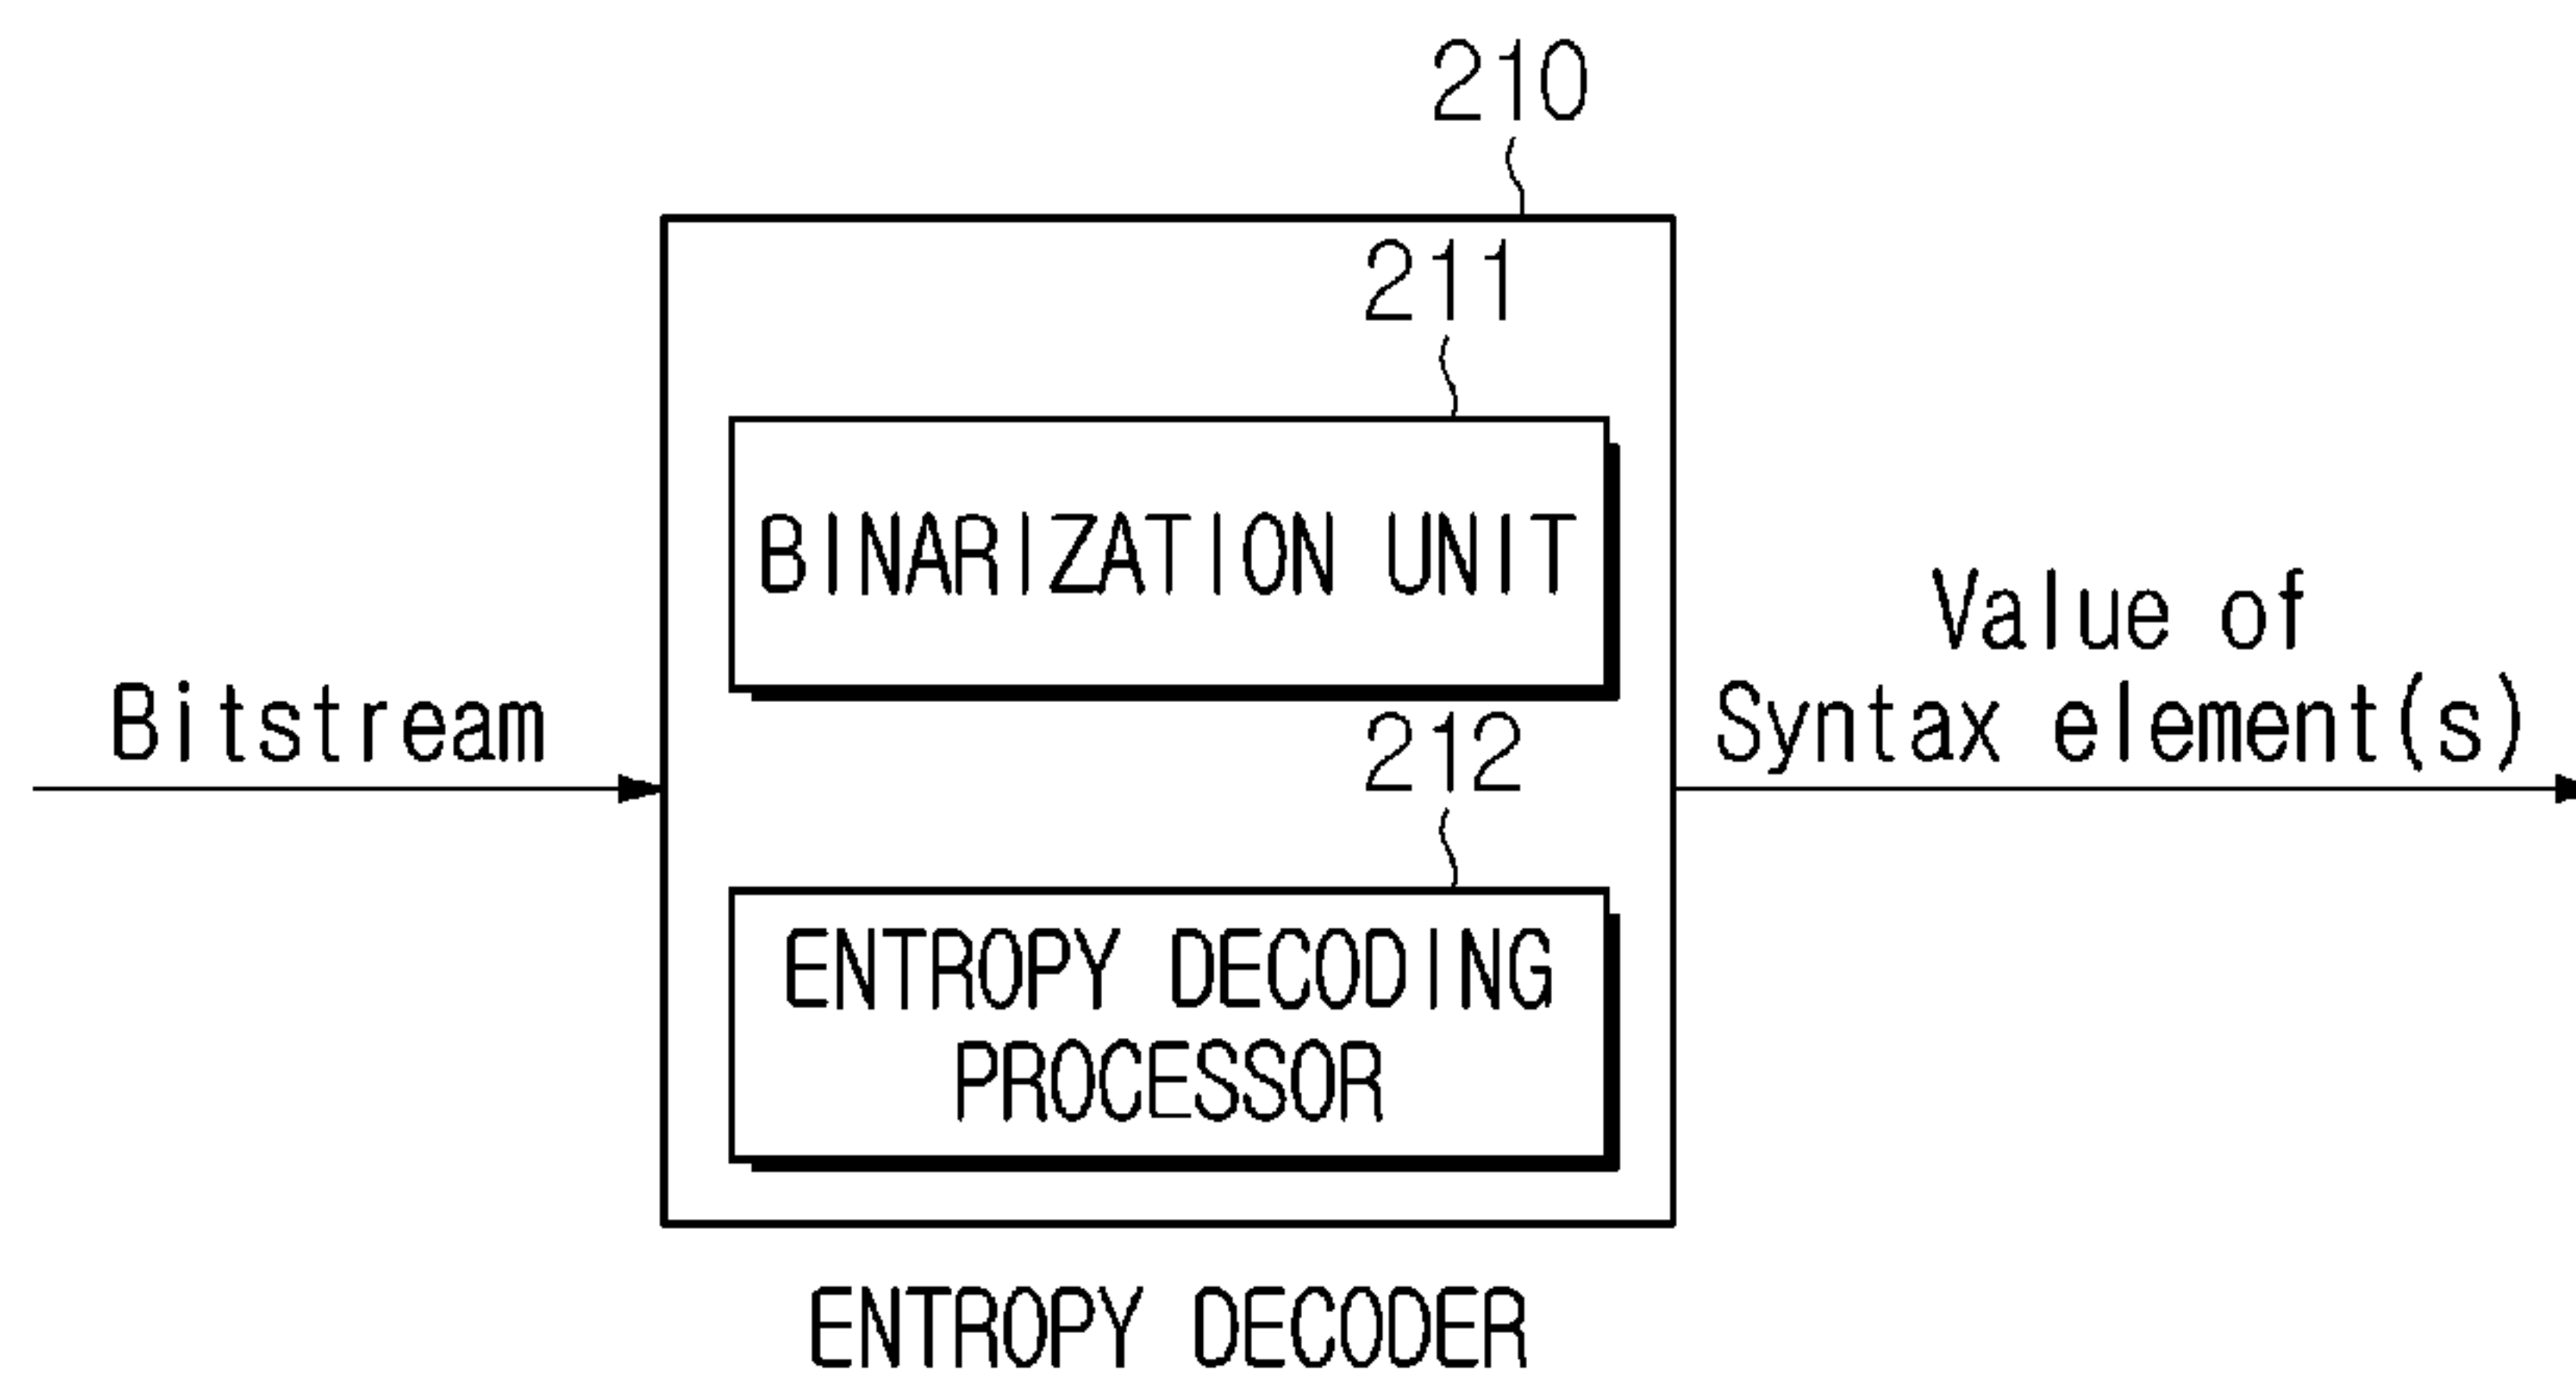 210
211
BINARIZATION UNIT
Bitstream
Value of
Syntax element(s)
212
ENTROPY DECODING
PROCESSOR
ENTROPY DECODER